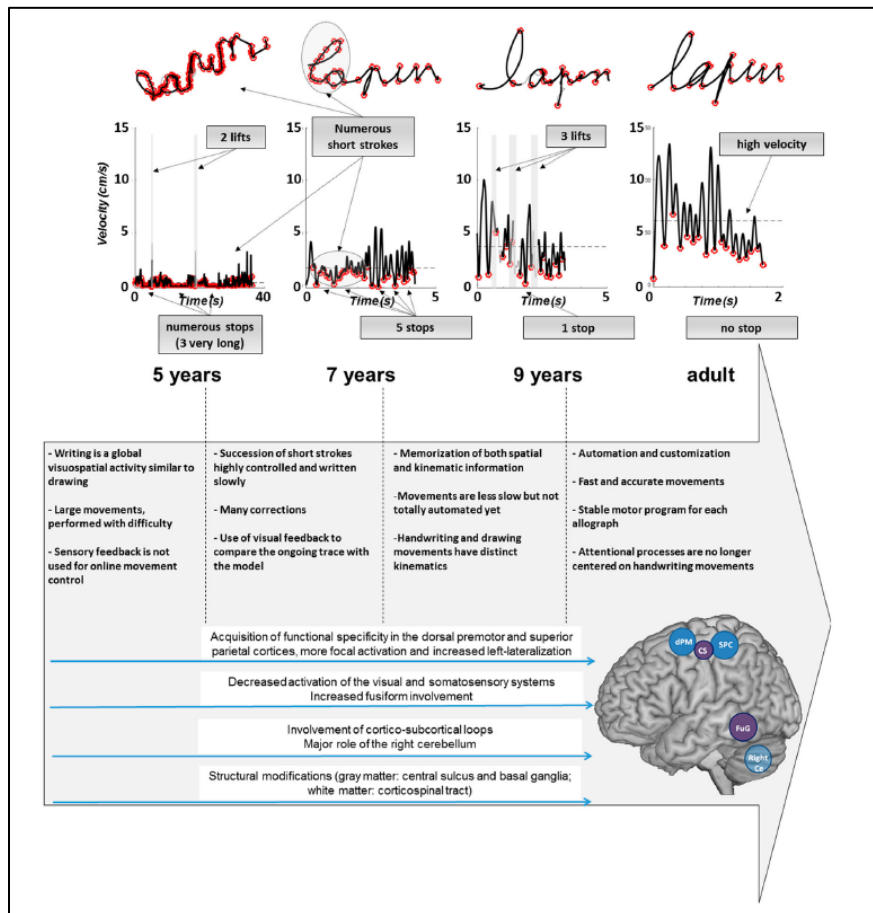 lapin
lapin
lapin
lapin
15
10
5
0
Velocity (cm/s)
2 lifts
Time(s)
40
numerous stops
(3 very long)
Numerous
short strokes
15
10
5
0
Time(s)
5
5 stops
15
10
5
0
3 lifts
Time(s)
5
1 stop
15
10
5
0
high velocity
Time(s)
2
no stop
5 years
7 years
9 years
adult
- Writing is a global
visuospatial activity similar to
drawing
- Large movements,
performed with difficulty
- Sensory feedback is not
used for online movement
control
- Succession of short strokes
highly controlled and written
slowly
- Many corrections
- Use of visual feedback to
compare the ongoing trace with
the model
- Memorization of both spatial
and kinematic information
-Movements are less slow but not
totally automated yet
- Handwriting and drawing
movements have distinct
kinematics
- Automation and customization
- Fast and accurate movements
- Stable motor program for each
allograph
- Attentional processes are no longer
centered on handwriting movements
Acquisition of functional specificity in the dorsal premotor and superior
parietal cortices, more focal activation and increased left-lateralization
Decreased activation of the visual and somatosensory systems
Increased fusiform involvement
Involvement of cortico-subcortical loops
Major role of the right cerebellum
Structural modifications (gray matter: central sulcus and basal ganglia;
white matter: corticospinal tract)
dPM
CS
SPC
FuG
Right
Ce